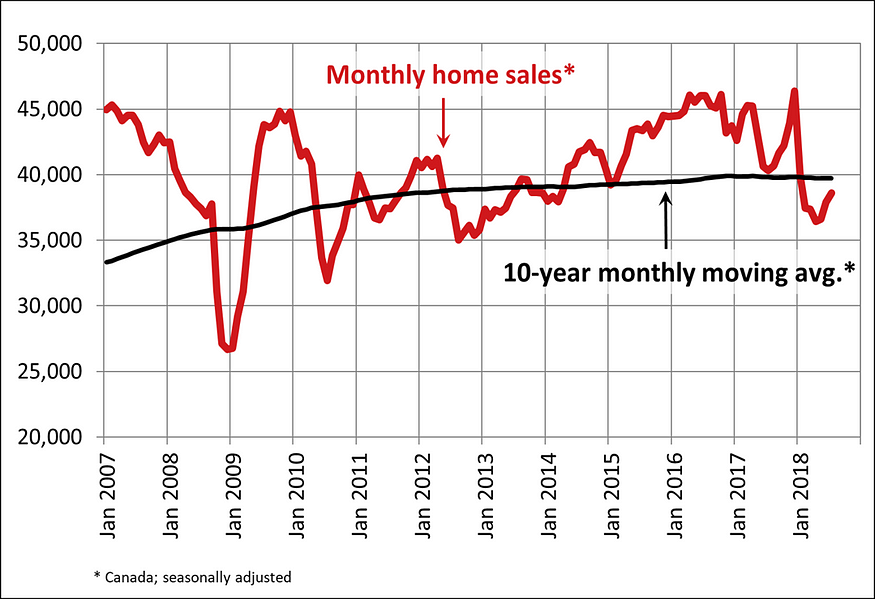 50,000
45,000
40,000
35,000
30,000
25,000
20,000
Monthly home sales*
10-year monthly moving avg.*
Jan 2007
Jan 2008
Jan 2009
Jan 2010
Jan 2011
Jan 2012
Jan 2013
Jan 2014
Jan 2015
Jan 2016
Jan 2017
Jan 2018
* Canada; seasonally adjusted